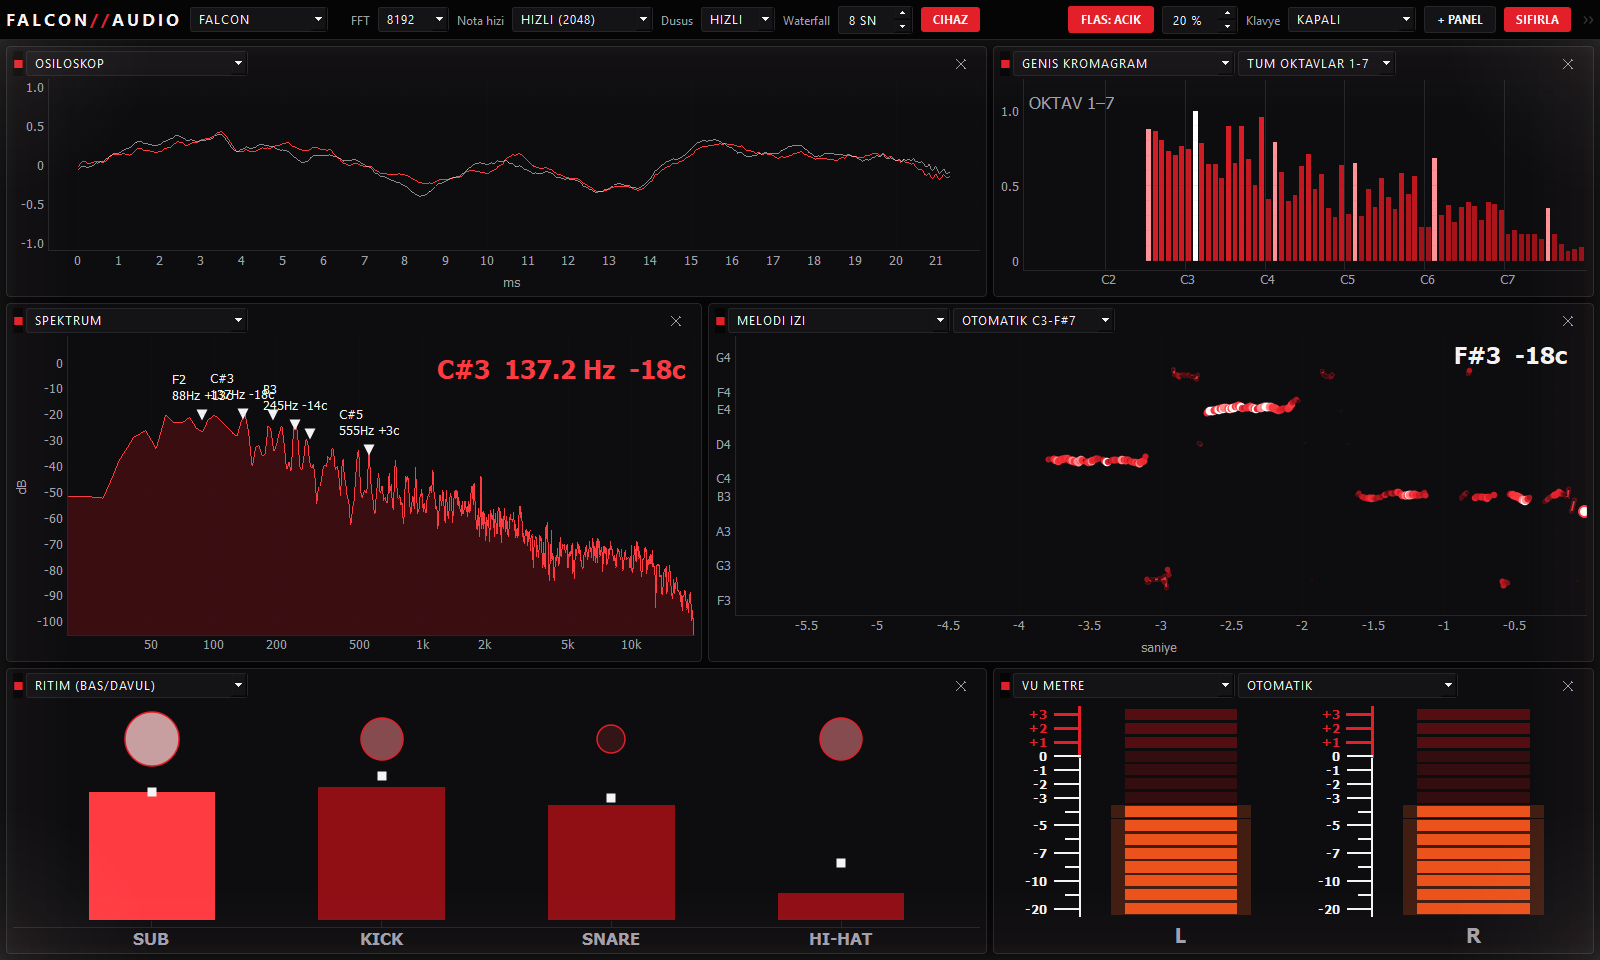 FALCON//AUDIO FALCON FFT 8192 Nota hizi HIZLI (2048) Dusus HIZLI Waterfall 8 SN CIHAZ FLAS: ACIK 20 % Klavye KAPALI + PANEL SIFIRLA
OSILOSKOP
1.0
0.5
0
-0.5
-1.0
0 1 2 3 4 5 6 7 8 9 10 11 12 13 14 15 16 17 18 19 20 21
ms
GENIS KROMAGRAM TUM OKTAVLAR 1-7
OKTAV 1–7
1.0
0.5
0
C2 C3 C4 C5 C6 C7
SPEKTRUM
C#3 137.2 Hz -18c
F2
88Hz +13c
C#3
137Hz -18c
B3
245Hz -14c
C#5
555Hz +3c
dB
0
-10
-20
-30
-40
-50
-60
-70
-80
-90
-100
50 100 200 500 1k 2k 5k 10k
MELODI IZI OTOMATIK C3-F#7
F#3 -18c
G4
F4
E4
D4
C4
B3
A3
G3
F3
-5.5 -5 -4.5 -4 -3.5 -3 -2.5 -2 -1.5 -1 -0.5
saniye
RITIM (BAS/DAVUL)
SUB KICK SNARE HI-HAT
VU METRE OTOMATIK
+3 +3
+2 +2
+1 +1
0 0
-1 -1
-2 -2
-3 -3
-5 -5
-7 -7
-10 -10
-20 -20
L R